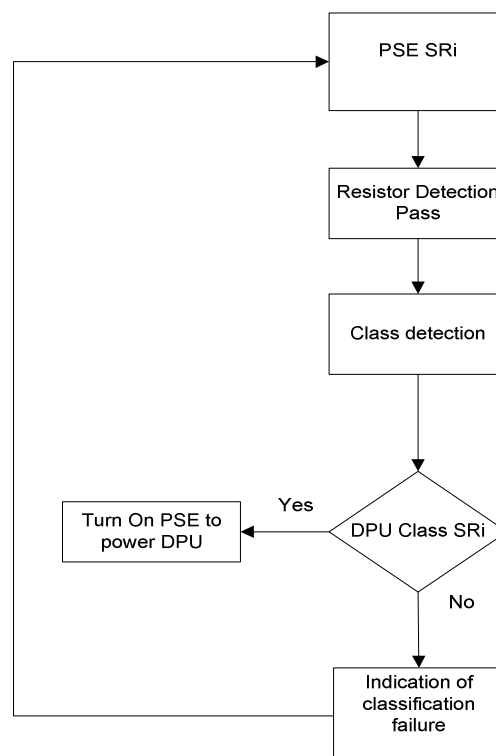 PSE SRi
Resistor Detection
Pass
Class detection
Yes
Turn On PSE to
power DPU
DPU Class SRi
No
Indication of
classification
failure